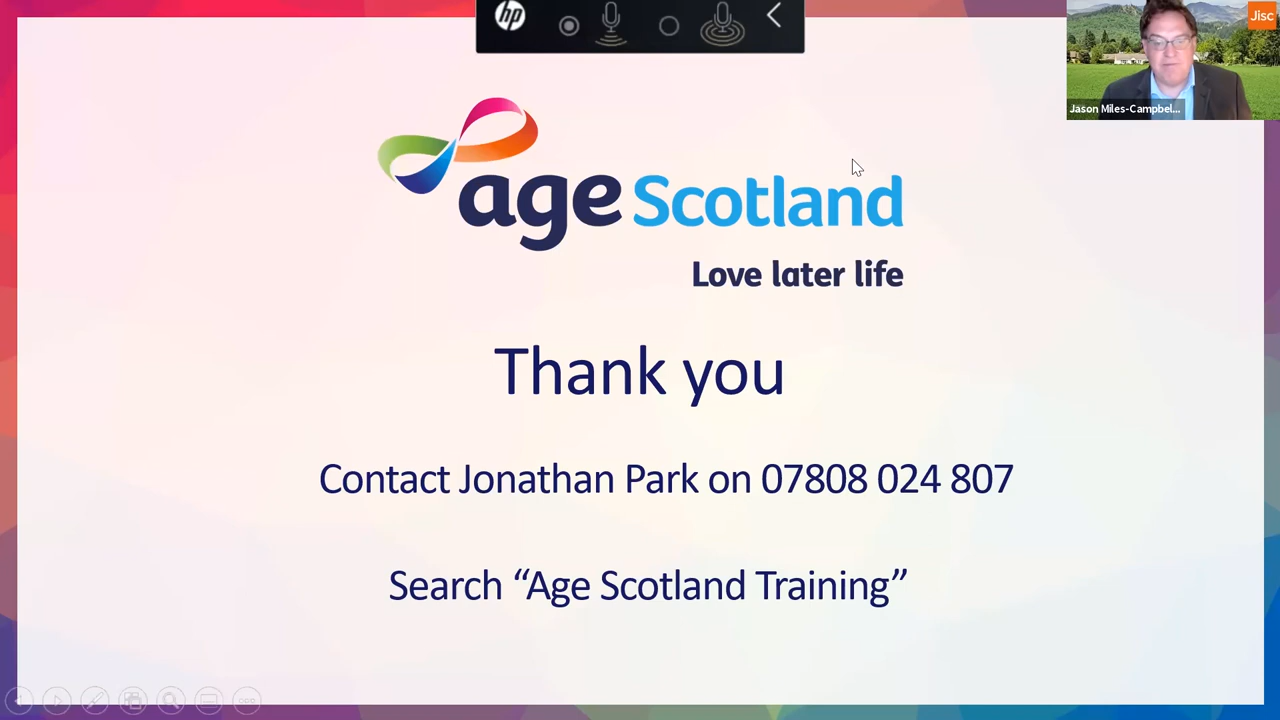 hp
Jisc
Jason Miles-Campbel...
age Scotland
Love later life
Thank you
Contact Jonathan Park on 07808 024 807
Search “Age Scotland Training”